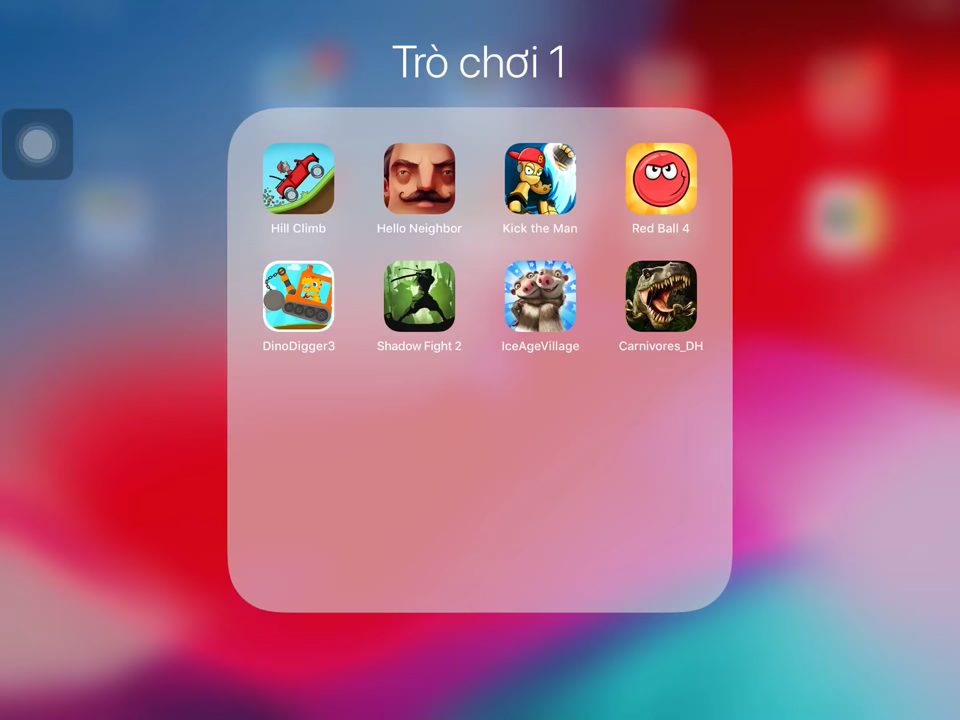 Trò chơi 1
Hill Climb
Hello Neighbor
Kick the Man
Red Ball 4
DinoDigger3
Shadow Fight 2
IceAgeVillage
Carnivores_DH